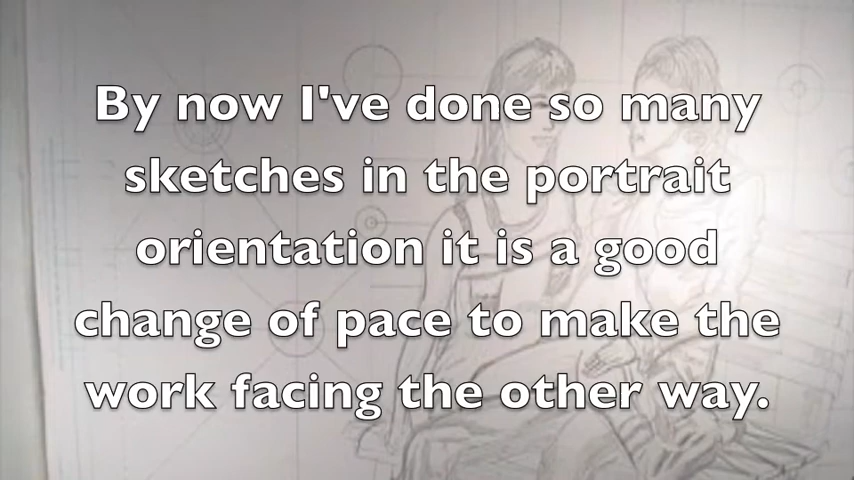 By now I've done so many
sketches in the portrait
orientation it is a good
change of pace to make the
work facing the other way.